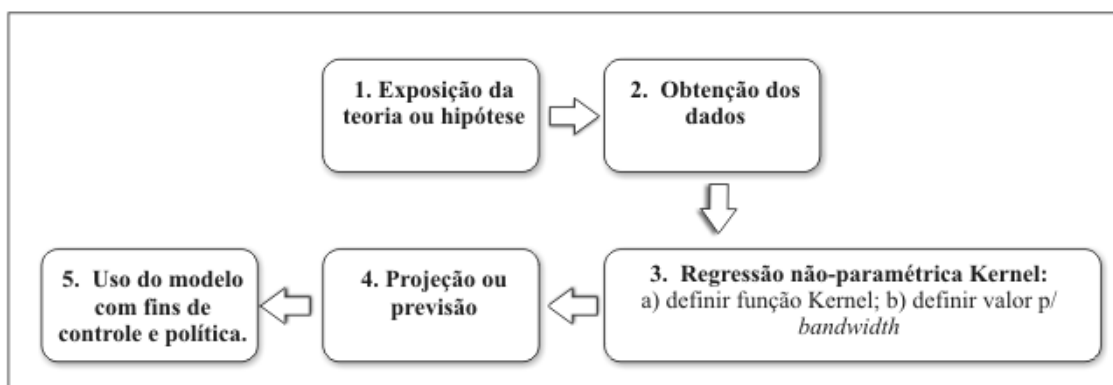 1. Exposição da
teoria ou hipótese
2. Obtenção dos
dados
3. Regressão não-paramétrica Kernel:
a) definir função Kernel; b) definir valor p/
bandwidth
4. Projeção ou
previsão
5. Uso do modelo
com fins de
controle e política.